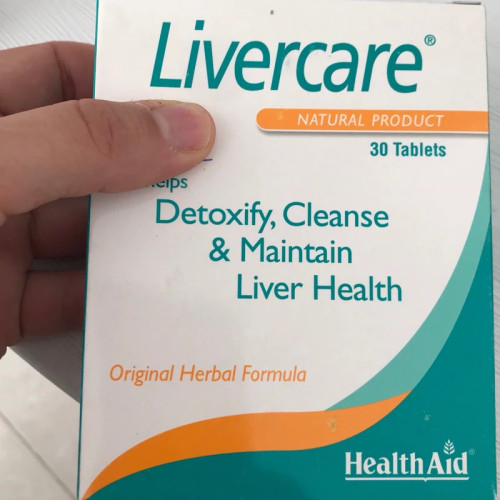 Livercare®
NATURAL PRODUCT
30 Tablets
Detoxify, Cleanse
& Maintain
Liver Health
Original Herbal Formula
HealthAid®